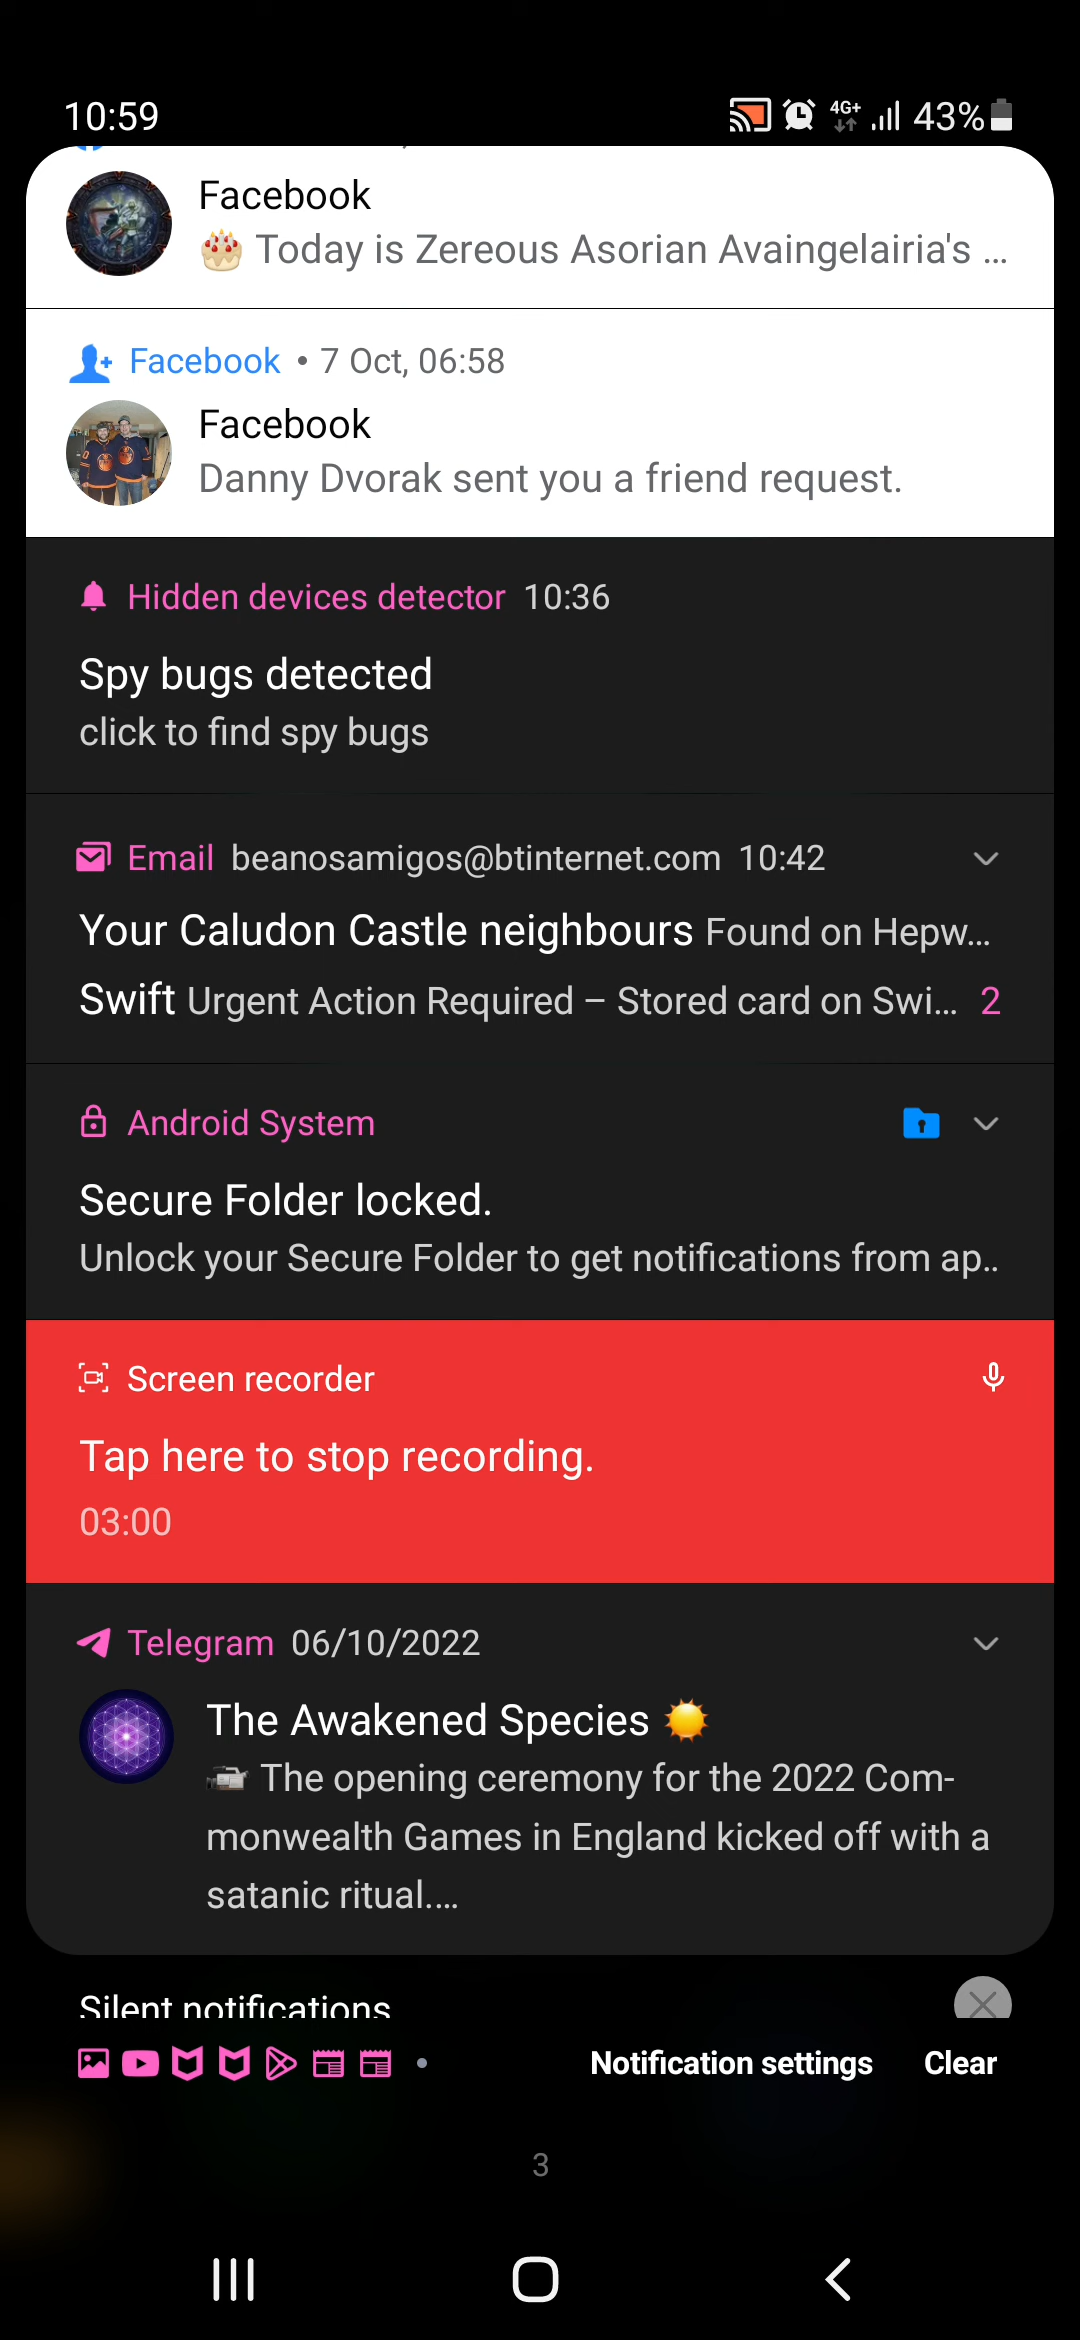 10:59
4G+ 43%
Facebook
Today is Zereous Asorian Avaingelairia's ...
Facebook • 7 Oct, 06:58
Facebook
Danny Dvorak sent you a friend request.
Hidden devices detector 10:36
Spy bugs detected
click to find spy bugs
Email beanosamigos@btinternet.com 10:42
Your Caludon Castle neighbours Found on Hepw...
Swift Urgent Action Required – Stored card on Swi... 2
Android System
Secure Folder locked.
Unlock your Secure Folder to get notifications from ap..
Screen recorder
Tap here to stop recording.
03:00
Telegram 06/10/2022
The Awakened Species
The opening ceremony for the 2022 Com-
monwealth Games in England kicked off with a
satanic ritual....
Silent notifications
Notification settings Clear
3